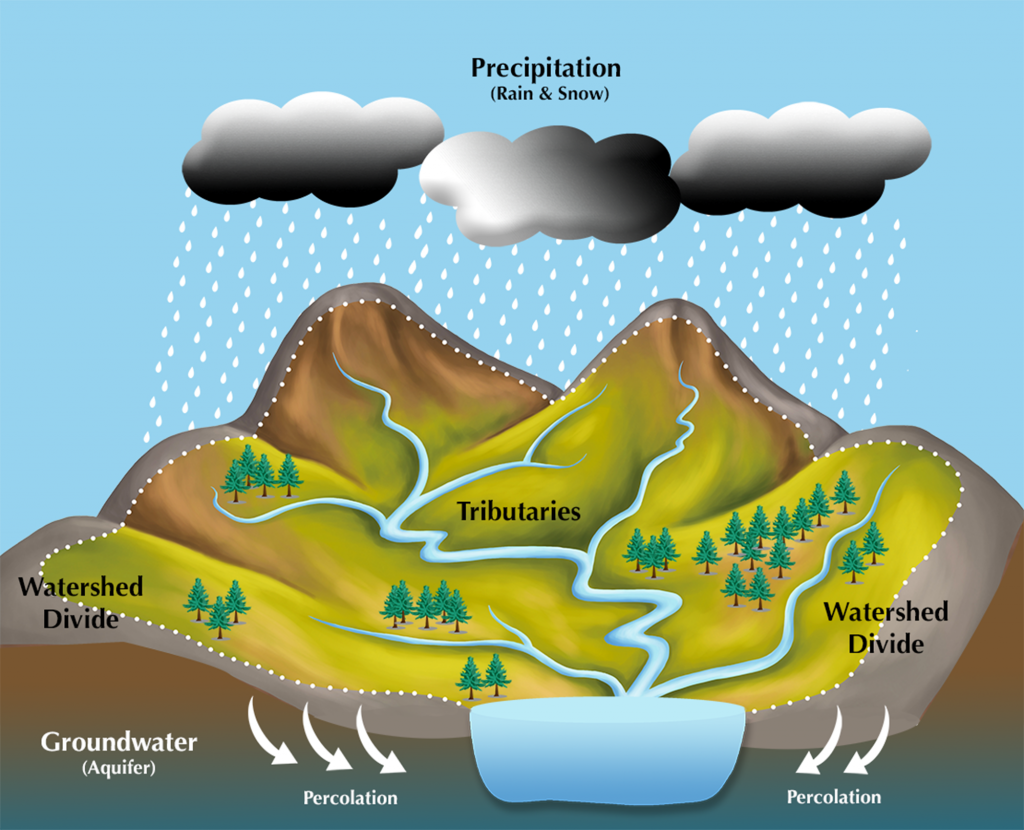 Precipitation
(Rain & Snow)
Tributaries
Watershed
Divide
Watershed
Divide
Groundwater
(Aquifer)
Percolation
Percolation